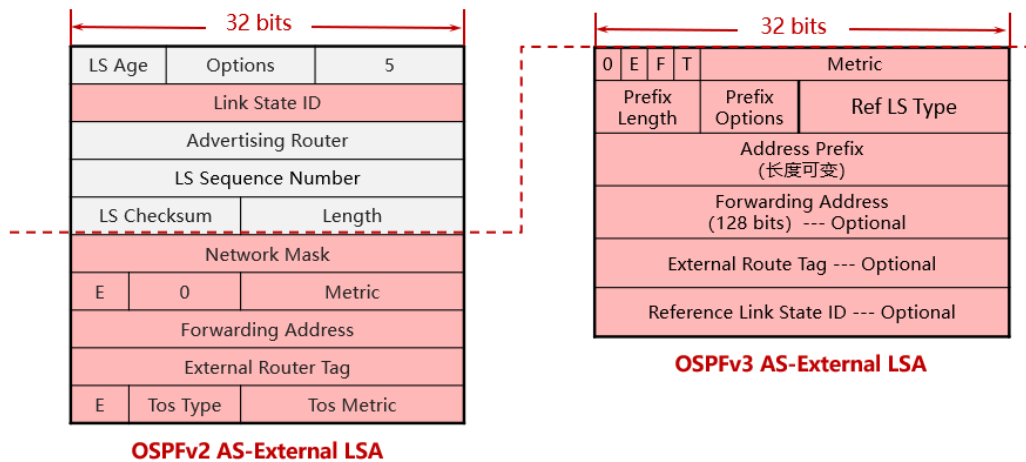 32 bits
LS Age Options 5
Link State ID
Advertising Router
LS Sequence Number
LS Checksum Length
Network Mask
E 0 Metric
Forwarding Address
External Router Tag
E Tos Type Tos Metric
OSPFv2 AS-External LSA
32 bits
0 E F T Metric
Prefix Length Prefix Options Ref LS Type
Address Prefix
(长度可变)
Forwarding Address
(128 bits) --- Optional
External Route Tag --- Optional
Reference Link State ID --- Optional
OSPFv3 AS-External LSA